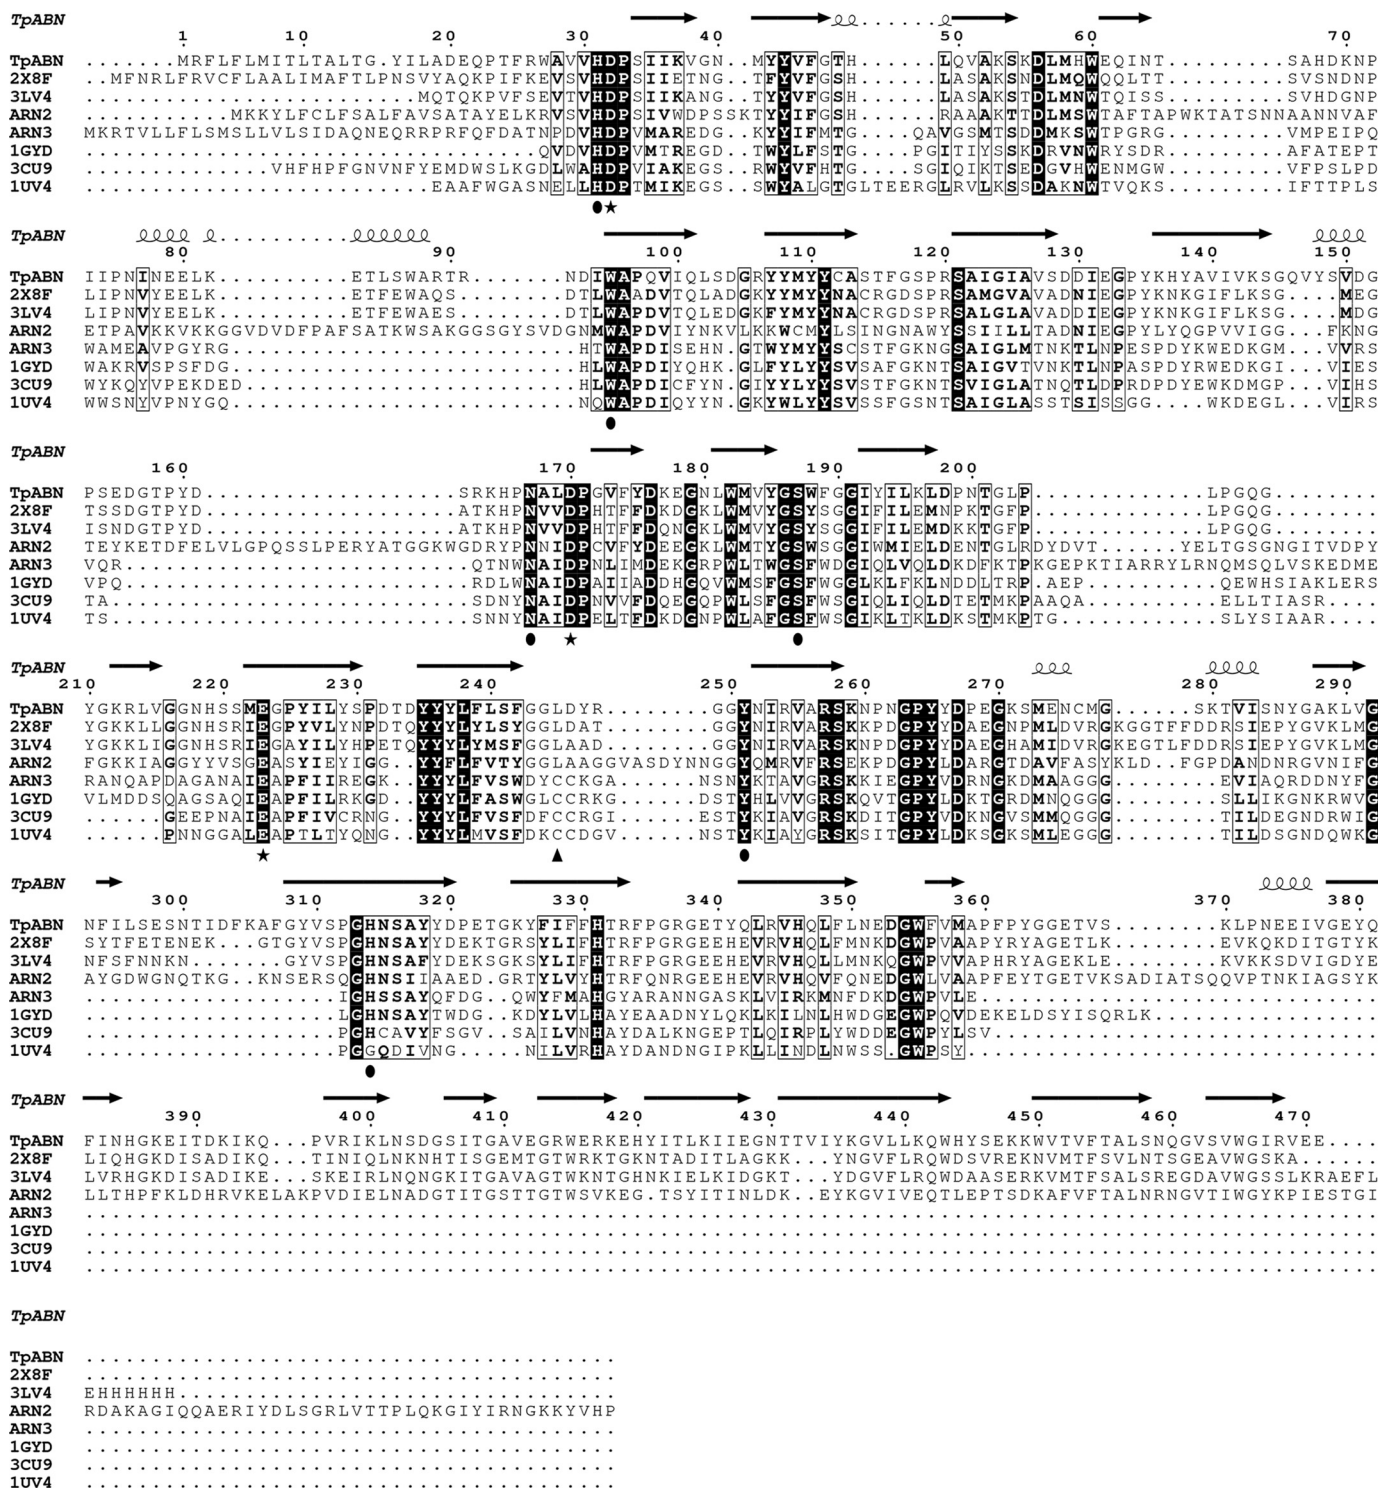 TpABN
1 10 20 30 40 50 60 70
TpABN .......MRFLFLMITLTALTG.YILADEQPTFRWAVVHDPSIIKVGN..MYYVFGTH......LQVAKSKDLMHWEQINT......SAHDKNP
2X8F ..MFNRLFRVCFLAALIMAFTLPNSVYAQKPIFKEVSVHDPSIIETNG..TFYVFGSH......LASAKSNDLMQWQQLTT......SVSNDNP
3LV4 .........................MQTQKPVFSEVTVHDPSIIKANG..TYYVFGSH......LASAKSTDLMNWTQISS......SVHDGNP
ARN2 ...........MKKYLFCLFSALFAVSATAYELKRVSVHDPSIVWDPSSKTYYIFGSH......RAAAKTTDLMSWTAFTAPWKTATSNNAANNVAF
ARN3 MKRTVLLFLSMSLLVLSIDAQNEQRRPRFQFDATNPDVHDPVMAREDG..KYYIFMTG....QAVGSMTSDMKSWTPGRG......VMPEIPQ
1GYD ..................................QVDVHDPVMTREGD..TWYLFSTG....PGITIYSSKDRVNWRYSDR......AFATEPT
3CU9 ..............VHFHPFGNVNFYEMDWSLKGDLWAHDPVIAKEGS..RWYVFHTG....SGIQIKTSEDGVHWENMGW......VFPSLPD
1UV4 ..........................EAAFWGASNELLHDPTMIKEGS..SWYALGTGLTEERGLRVLKSSDAKNWTVQKS......IFTTPLS
TpABN
80 90 100 110 120 130 140 150
TpABN IIPNINEELK..........ETLSWARTR.......NDIWAPQVIQLSDGRYYMYYCASTFGSPRSAIGIAVSDDIEGPYKHYAVIVKSGQVYSVDG
2X8F LIPNVYEELK..........ETFEWAQS........DTLWAADVTQLADGKYYMYYNACRGDSPRSAMGVAVADNIEGPYKNKGIFLKSG....MEG
3LV4 LIPNVYEELK..........ETFEWAES........DTLWAPDVTQLEDGKFYMYYNACRGDSPRSALGLAVADDIEGPYKNKGIFLKSG....MDG
ARN2 ETPAVKKVKKGGVDVDFPAFSATKWSAKGGSGYSVDGNMWAPDVIYNKVLKKWCMYLSINGNAWYSSIILLTADNIEGPYLYQGPVVIGG....FKNG
ARN3 WAMEAVPGYRG..........................HTWAPDISEHN.GTWYMYYSCSTFGKNGSAIGLMTNKTLNPESPDYKWEDKGM....VVRS
1GYD WAKRVSPSFDG..........................HLWAPDIYQHK.GLFYLYYSVSAFGKNTSAIGVTVNKTLNPASPDYRWEDKGI....VIES
3CU9 WYKQYVPEKDED.........................HLWAPDICFYN.GIYYLYYSVSTFGKNTSVIGLATNQTLDPRDPDYEWKDMGP....VIHS
1UV4 WWSNYVPNYGQ..........................NQWAPDIQYYN.GKYWLYYSVSSFGSNTSAIGLASSTSISSGG....WKDEGL....VIRS
TpABN
160 170 180 190 200
TpABN PSEDGTPYD...................SRKHPNALDPGVFYDKEGNLWMVYGSWFGGIYILKLDPNTGLP.............LPGQG........
2X8F TSSDGTPYD...................ATKHPNVVDPHTFFDKDGKLWMVYGSYSGGIFILEMNPKTGFP.............LPGQG........
3LV4 ISNDGTPYD...................ATKHPNVVDPHTFFDQNGKLWMVYGSYSGGIFILEMDKKTGFP.............LPGQG........
ARN2 TEYKETDFELVLGPQSSLPERYATGGKWGDRYPNNIDPCVFYDEEGKLWMTYGSWSGGIWMIELDENTGLRDYDVT......YELTGSGNGITVDPY
ARN3 VQR..........................QTNWNAIDPNLIMDEKGRPWLTWGSFWDGIQLVQLDKFTTPKGEPKTIARRYLRNQMSQLVSKEDME
1GYD VPQ..........................RDLWNAIDPAIIADDHGQVWMSFGSFWGGLKLFKLNDDLTRP.AEP......QEWHSIAKLERS
3CU9 TA...........................SDNYNAIDPNVVFDQEGQPWLSFGSFWSGIQLIQLDTETMKPAAQA......ELLTIASR....
1UV4 TS...........................SNNYNAIDPELTFDKDGNPWLAFGSFWSGIKLTKLDKSTMKPTG........SLYSIAAR....
TpABN
210 220 230 240 250 260 270 280 290
TpABN YGKRLVGGNHSSMEGPYILYSPDTDYYYLFLSFGGLDYR.........GGYNIRVARSKNPNGPYYDPEGKSMENCMG......SKTVISNYGAKLVG
2X8F YGKKLLGGNHSRIEGPYVLYNPDTQYYYLYLSYGGLDAT.........GGYNIRVARSKKPDGPYYDAEGNPMLDVRGKGGTFFDDRSIEPYGVKLMG
3LV4 YGKKLIGGNHSRIEGAYILYHPETQYYYLYMSFGGLAAD.........GGYNIRVARSKNPDGPYYDAEGHAMIDVRGKEGTLFDDRSIEPYGVKLMG
ARN2 FGKKIAGGYYVSGEASYIEYIGG..YYFLFVTYGGLAAGGVASDYNNGGYQMRVFRSEKPDGPYLDARGTDAVFASYKLD..FGPDANDNRGVNIFG
ARN3 RANQAPDAGANAIEAPFIIREGK..YYYLFVSWDYCCKGA......NSNYKVAVGRSKKIEGPYVDRNGKDMAAGGG......EVIAQRDDNYFG
1GYD VLMDDSQAGSAQIEAPFILRKGD..YYYLFASWGLCCRKG......DSTYHLVVGRSKQVTGPYLDKTGRDMNQGGG......SLLIKGNKRWVG
3CU9 ......GEEPNAIEAPFIVCRNG..YYYLFVSFDFCCRGI......ESTYKIAVGRSKDITGPYVDKNGVSMMQGGG......TILDEGNDRWIG
1UV4 ......PNNGGALEAPTLTYQNG..YYYLMVSFDKCCDGV......NSTYKIAYGRSKSITGPYLDKSGKSMLEGGG......TILDSGNDQWKG
TpABN
300 310 320 330 340 350 360 370 380
TpABN NFILSESNTIDFKAFGYVSPGHNSAYYDPETGKYFIFFHTRFPGRGETYQLRVHQLFLNEDGWFVMAPFPYGGETVS........KLPNEEIVGEYQ
2X8F SYTFETENEK...GTGYVSPGHNSAYYDEKTGRSYLIFHTRFPGRGEEHEVRVHQLFMNKDGWPVAAPYRYAGETLK........EVKQKDITGTYK
3LV4 NFSFNNKN.....GYVSPGHNSAFYDEKSGKSYLIFHTRFPGRGEEHEVRVHQLLMNKQGWPVVAPHRYAGEKLE........KVKKSDVIGDYK
ARN2 AYGDWGNQTKG..KNSERSQGHNSIIAAED.GRTYLVYHTRFQNRGEEHEVRVHQVFQNEDGWLVAAPFEYTGETVKSADIATSQQVPTNKIAGSYE
ARN3 ...................IGHSSAYQFDG..QWYFMAHGYARANNGASKLVIRKMNFDKDGWPVLE..............................
1GYD ...................LGHNSAYTWDG..KDYLVLHAYEAADNYLQKLKILNLHWDGEGWPQVDEKELDSYISQRLK.................
3CU9 ...................PGHCAVYFSGV..SAILVNHAYDALKNGEPTLQIRPLYWDDEGWPYLSV.............................
1UV4 ...................PGGQDIVNG....NILVRHAYDANDNGIPKLLINDLNWSS.GWPSY...............................
TpABN
390 400 410 420 430 440 450 460 470
TpABN FINHGKEITDKIKQ...PVRIKLNSDGSITGAVEGRWERKEHYITLKIIEGNTTVIYKGVLLKQWHYSEKKWVTVFTALSNQGVSVWGIRVEE....
2X8F LIQHGKDISADIKQ...TINIQLNKNHTISGEMTGTWRKTGKNTADITLAGKK...YNGVFLRQWDSVREKNVMTFSVLNTSGEAVWGSKA......
3LV4 LVRHGKDISADIKE...SKEIRLNQNGKITGAVAGTWKNTGHNKIELKIDGKT...YDGVFLRQWDAASERKVMTFSALSREGDAVWGSSLKRAEFL
ARN2 LLTHPFKLDHRVKELAKPVDIELNADGTITGSTTGTWSVKEG.TSYITINLDK...EYKGVIVEQTLEPTSDKAFVFTALNRNGVTIWGYKPIESTGI
ARN3 .................................................................................................
1GYD .................................................................................................
3CU9 .................................................................................................
1UV4 .................................................................................................
TpABN
TpABN ........................................
2X8F ........................................
3LV4 EHHHHHH.................................
ARN2 RDAKAGIQQAERIYDLSGRLVTTPLQKGIYIRNGKKYVHP
ARN3 ........................................
1GYD ........................................
3CU9 ........................................
1UV4 ........................................